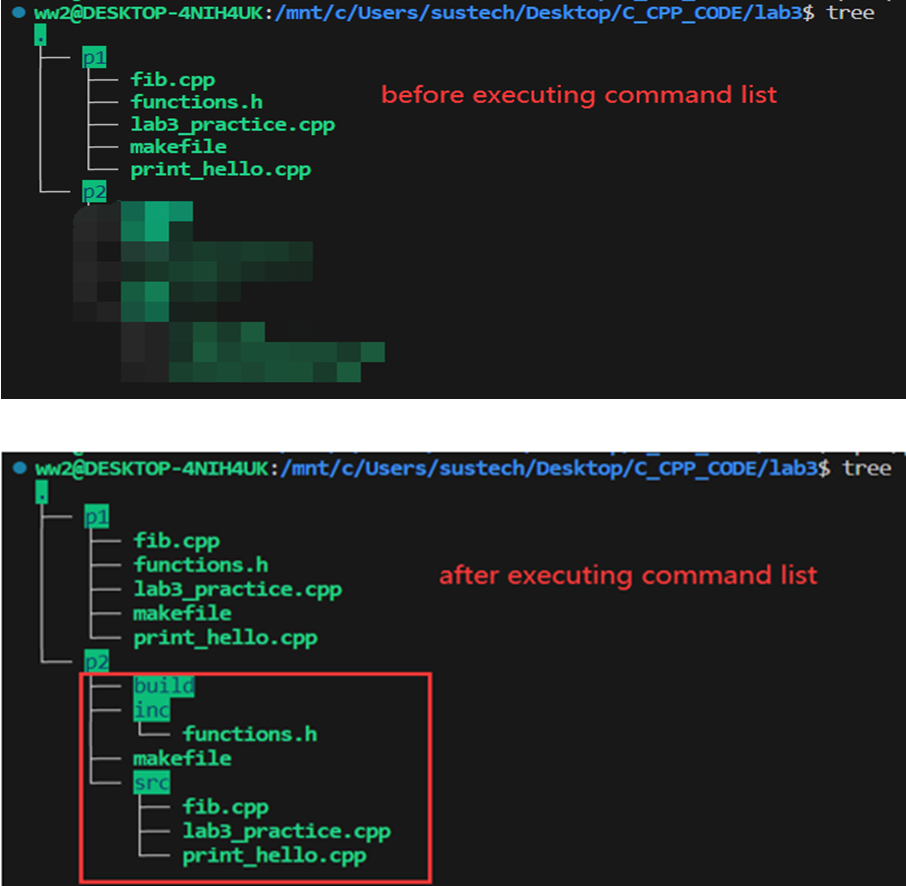 ww2@DESKTOP-4NIH4UK:/mnt/c/Users/sustech/Desktop/C_CPP_CODE/lab3$ tree
.
p1
fib.cpp
functions.h
before executing command list
lab3_practice.cpp
makefile
print_hello.cpp
p2
ww2@DESKTOP-4NIH4UK:/mnt/c/Users/sustech/Desktop/C_CPP_CODE/lab3$ tree
.
p1
fib.cpp
functions.h
after executing command list
lab3_practice.cpp
makefile
print_hello.cpp
p2
build
inc
functions.h
makefile
src
fib.cpp
lab3_practice.cpp
print_hello.cpp